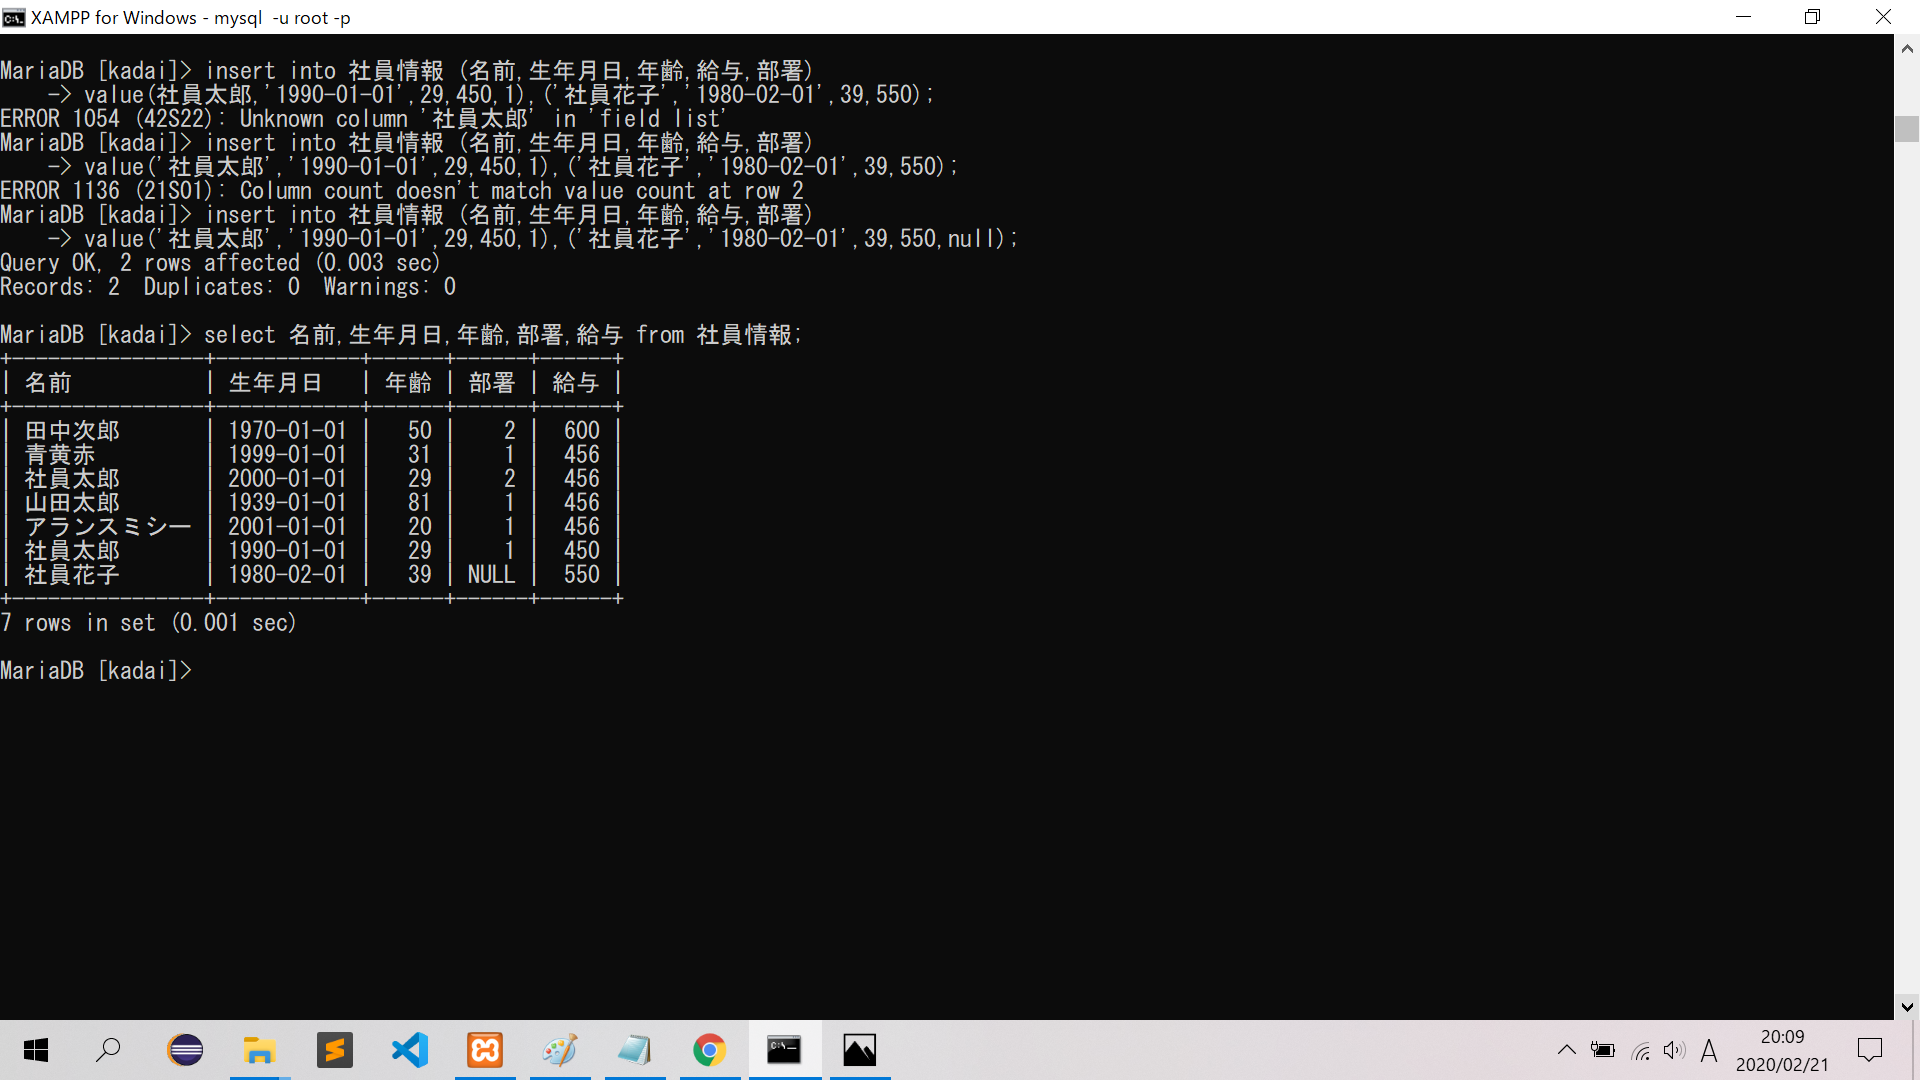 XAMPP for Windows - mysql  -u root -p
MariaDB [kadai]> insert into 社員情報 (名前,生年月日,年齢,給与,部署)
    -> value(社員太郎,'1990-01-01',29,450,1),('社員花子','1980-02-01',39,550);
ERROR 1054 (42S22): Unknown column '社員太郎' in 'field list'
MariaDB [kadai]> insert into 社員情報 (名前,生年月日,年齢,給与,部署)
    -> value('社員太郎','1990-01-01',29,450,1),('社員花子','1980-02-01',39,550);
ERROR 1136 (21S01): Column count doesn't match value count at row 2
MariaDB [kadai]> insert into 社員情報 (名前,生年月日,年齢,給与,部署)
    -> value('社員太郎','1990-01-01',29,450,1),('社員花子','1980-02-01',39,550,null);
Query OK, 2 rows affected (0.003 sec)
Records: 2  Duplicates: 0  Warnings: 0
MariaDB [kadai]> select 名前,生年月日,年齢,部署,給与 from 社員情報;
+----------------+------------+------+------+------+
| 名前           | 生年月日   | 年齢 | 部署 | 給与 |
+----------------+------------+------+------+------+
| 田中次郎       | 1970-01-01 |   50 |    2 |  600 |
| 青黄赤         | 1999-01-01 |   31 |    1 |  456 |
| 社員太郎       | 2000-01-01 |   29 |    2 |  456 |
| 山田太郎       | 1939-01-01 |   81 |    1 |  456 |
| アランスミシー | 2001-01-01 |   20 |    1 |  456 |
| 社員太郎       | 1990-01-01 |   29 |    1 |  450 |
| 社員花子       | 1980-02-01 |   39 | NULL |  550 |
+----------------+------------+------+------+------+
7 rows in set (0.001 sec)
MariaDB [kadai]>
A
20:09
2020/02/21